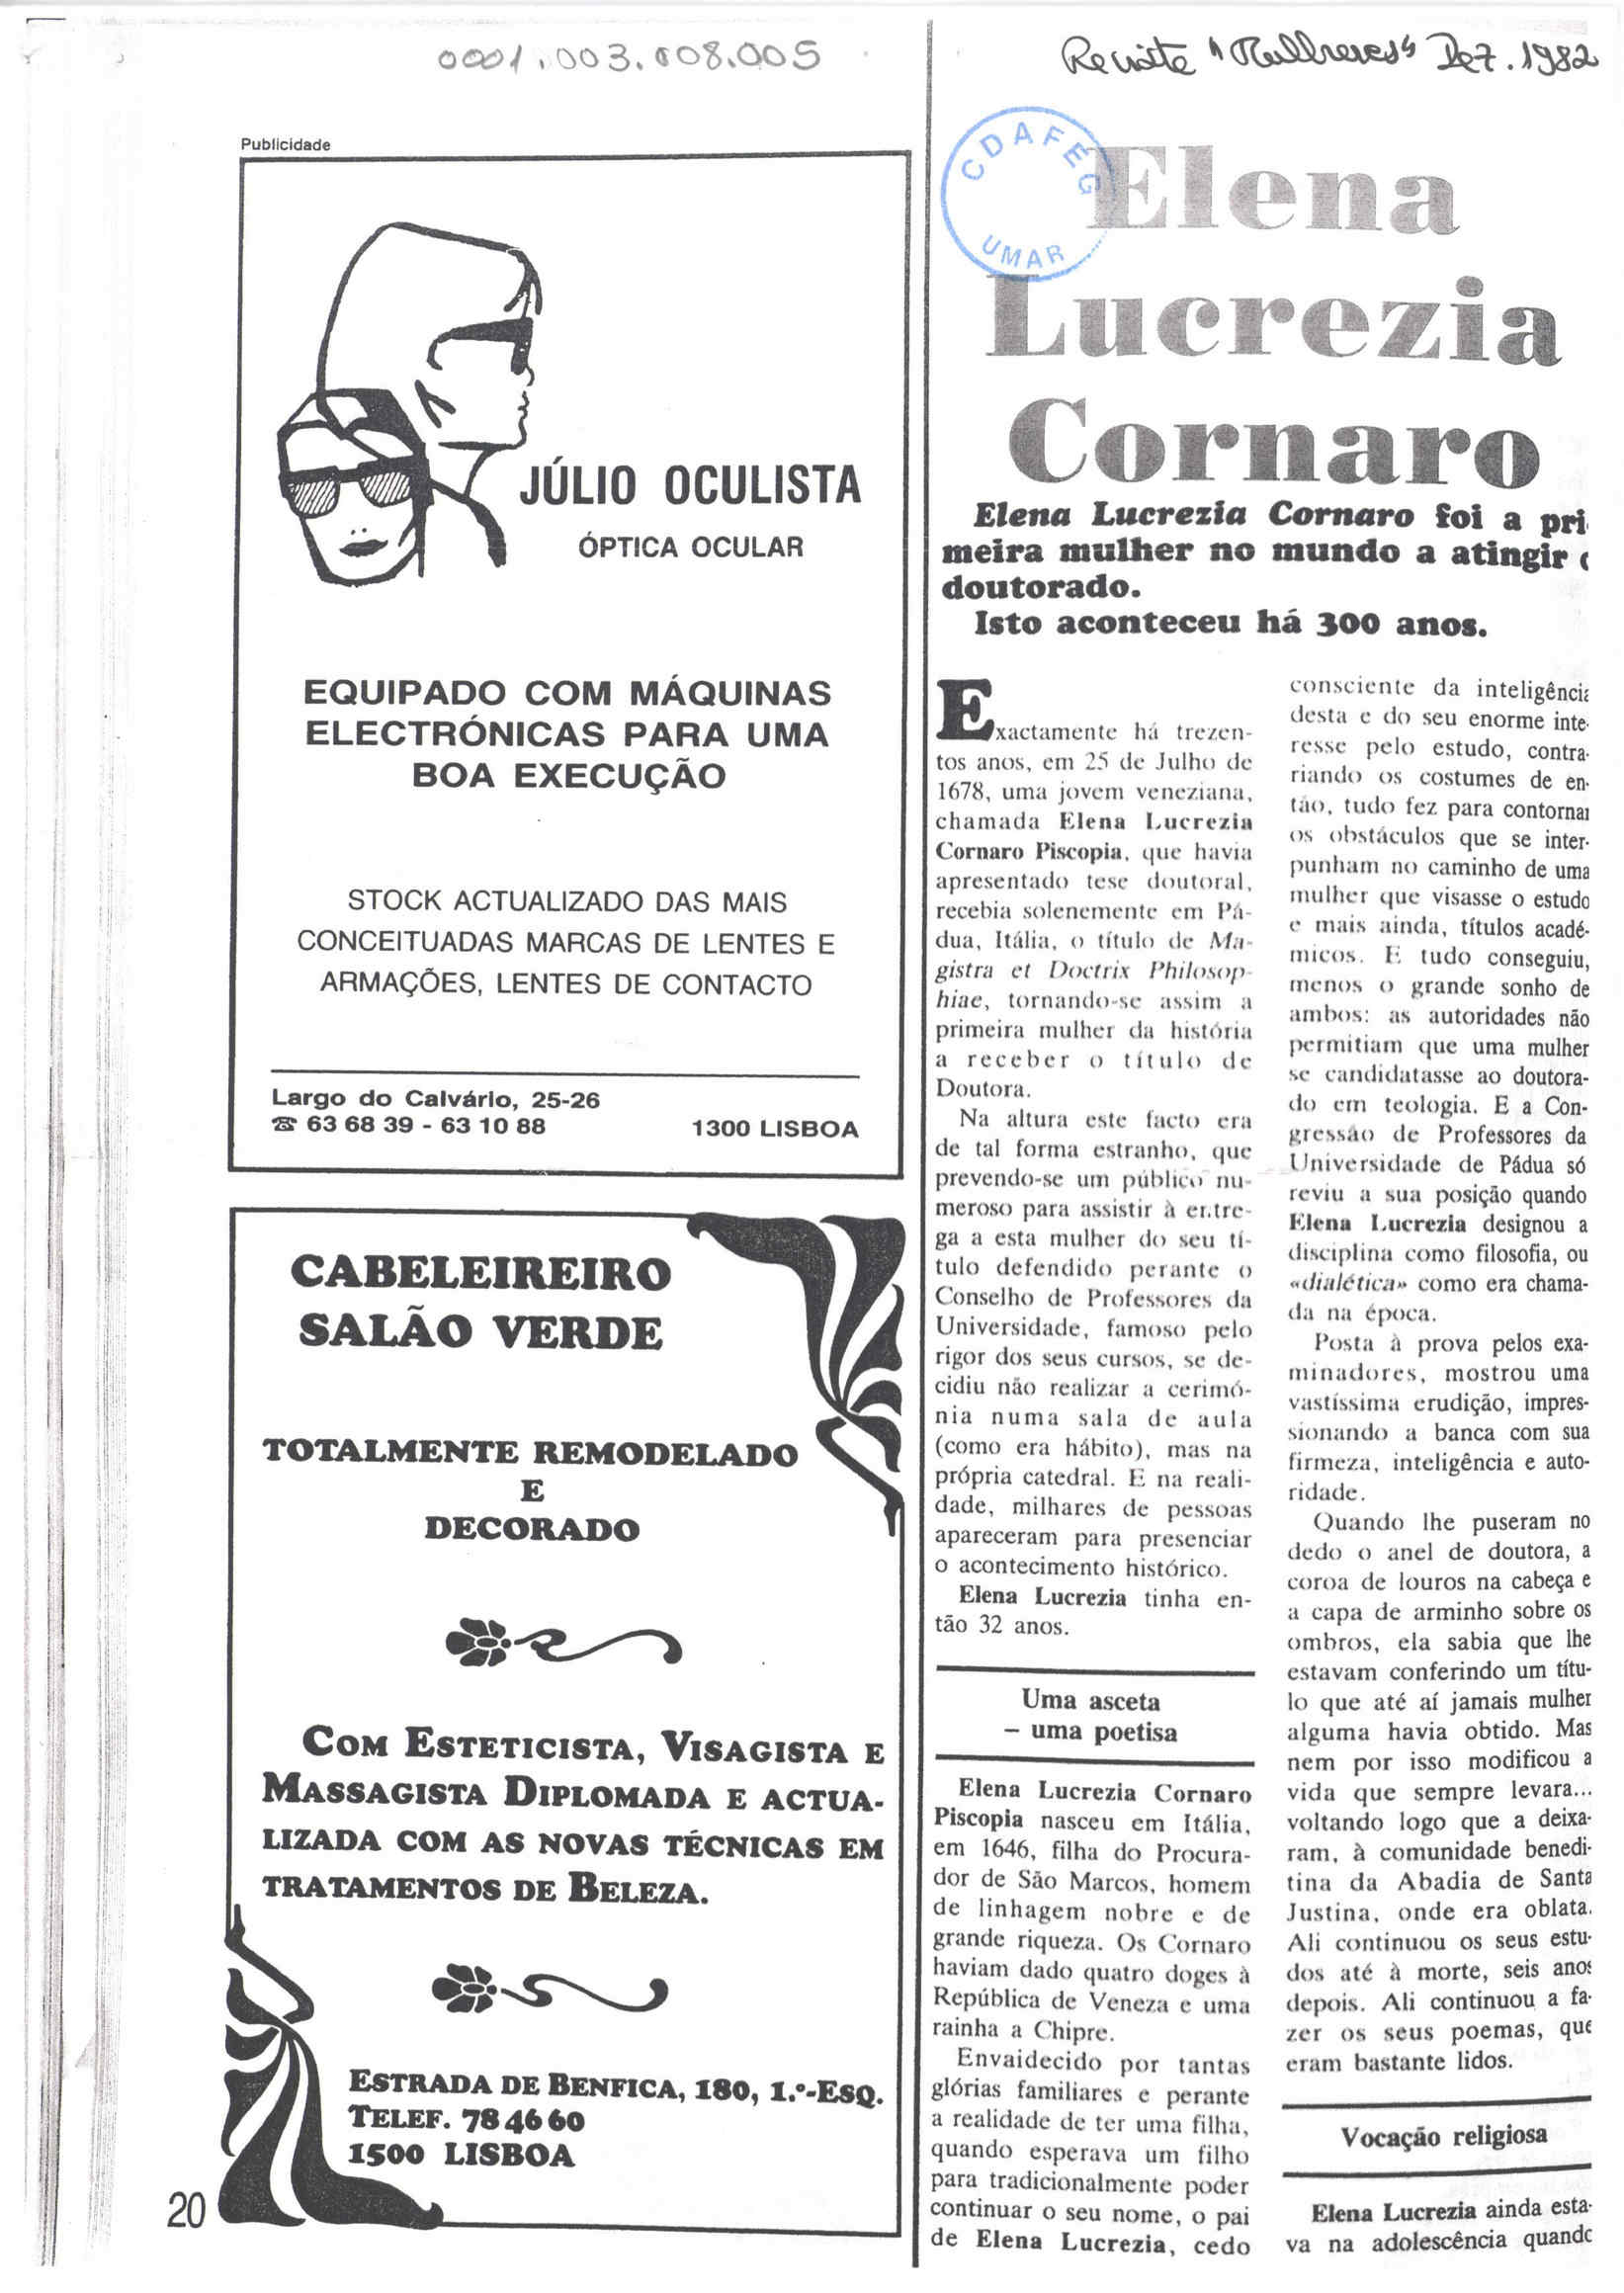 0001.003.008.005
Revista "Mulheres" Dez. 1982
Publicidade
JÚLIO OCULISTA
ÓPTICA OCULAR
EQUIPADO COM MÁQUINAS
ELECTRÓNICAS PARA UMA
BOA EXECUÇÃO
STOCK ACTUALIZADO DAS MAIS
CONCEITUADAS MARCAS DE LENTES E
ARMAÇÕES, LENTES DE CONTACTO
Largo do Calvário, 25-26
☎ 63 68 39 - 63 10 88 1300 LISBOA
CABELEIREIRO
SALÃO VERDE
TOTALMENTE REMODELADO
E
DECORADO
COM ESTETICISTA, VISAGISTA E
MASSAGISTA DIPLOMADA E ACTUA-
LIZADA COM AS NOVAS TÉCNICAS EM
TRATAMENTOS DE BELEZA.
ESTRADA DE BENFICA, 180, 1.º-ESQ.
TELEF. 78 46 60
1500 LISBOA
20
CDAFEG
UMAR
Elena
Lucrezia
Cornaro
Elena Lucrezia Cornaro foi a pri
meira mulher no mundo a atingir
doutorado.
Isto aconteceu há 300 anos.
Exactamente há trezen-
tos anos, em 25 de Julho de
1678, uma jovem veneziana,
chamada Elena Lucrezia
Cornaro Piscopia, que havia
apresentado tese doutoral,
recebia solenemente em Pá-
dua, Itália, o título de Ma-
gistra et Doctrix Philosop-
hiae, tornando-se assim a
primeira mulher da história
a receber o título de
Doutora.
Na altura este facto era
de tal forma estranho, que
prevendo-se um público nu-
meroso para assistir à entre-
ga a esta mulher do seu tí-
tulo defendido perante o
Conselho de Professores da
Universidade, famoso pelo
rigor dos seus cursos, se de-
cidiu não realizar a cerimó-
nia numa sala de aula
(como era hábito), mas na
própria catedral. E na reali-
dade, milhares de pessoas
apareceram para presenciar
o acontecimento histórico.
Elena Lucrezia tinha en-
tão 32 anos.
Uma asceta
– uma poetisa
Elena Lucrezia Cornaro
Piscopia nasceu em Itália,
em 1646, filha do Procura-
dor de São Marcos, homem
de linhagem nobre e de
grande riqueza. Os Cornaro
haviam dado quatro doges à
República de Veneza e uma
rainha a Chipre.
Envaidecido por tantas
glórias familiares e perante
a realidade de ter uma filha,
quando esperava um filho
para tradicionalmente poder
continuar o seu nome, o pai
de Elena Lucrezia, cedo
consciente da inteligência
desta e do seu enorme inte-
resse pelo estudo, contra-
riando os costumes de en-
tão, tudo fez para contornar
os obstáculos que se inter-
punham no caminho de uma
mulher que visasse o estudo
e mais ainda, títulos acadé-
micos. E tudo conseguiu,
menos o grande sonho de
ambos: as autoridades não
permitiam que uma mulher
se candidatasse ao doutora-
do em teologia. E a Con-
gressão de Professores da
Universidade de Pádua só
reviu a sua posição quando
Elena Lucrezia designou a
disciplina como filosofia, ou
«dialética» como era chama-
da na época.
Posta à prova pelos exa-
minadores, mostrou uma
vastíssima erudição, impres-
sionando a banca com sua
firmeza, inteligência e auto-
ridade.
Quando lhe puseram no
dedo o anel de doutora, a
coroa de louros na cabeça e
a capa de arminho sobre os
ombros, ela sabia que lhe
estavam conferindo um títu-
lo que até aí jamais mulher
alguma havia obtido. Mas
nem por isso modificou a
vida que sempre levara...
voltando logo que a deixa-
ram, à comunidade benedi-
tina da Abadia de Santa
Justina, onde era oblata.
Ali continuou os seus estu-
dos até à morte, seis anos
depois. Ali continuou a fa-
zer os seus poemas, que
eram bastante lidos.
Vocação religiosa
Elena Lucrezia ainda esta-
va na adolescência quando